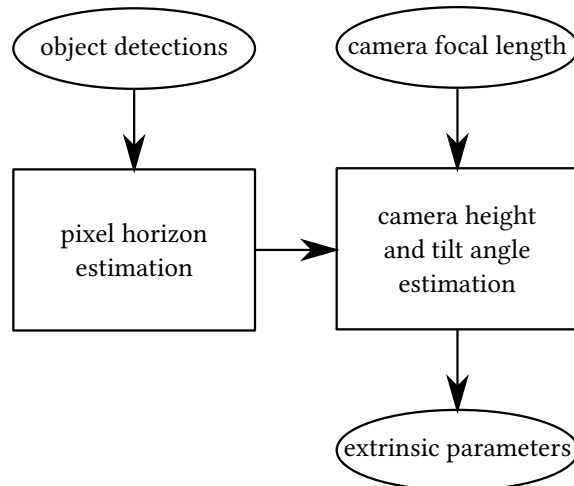 object detections
camera focal length
pixel horizon
estimation
camera height
and tilt angle
estimation
extrinsic parameters